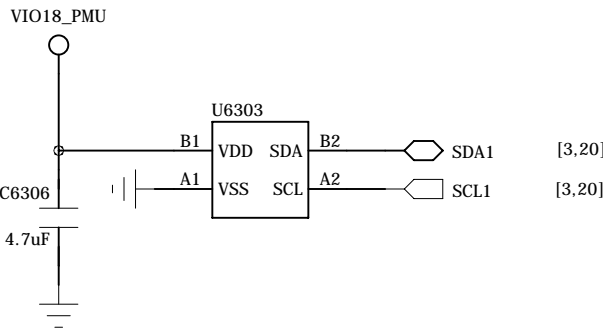 VIO18_PMU
U6303
B1 VDD SDA B2 SDA1 [3,20]
A1 VSS SCL A2 SCL1 [3,20]
C6306
4.7uF